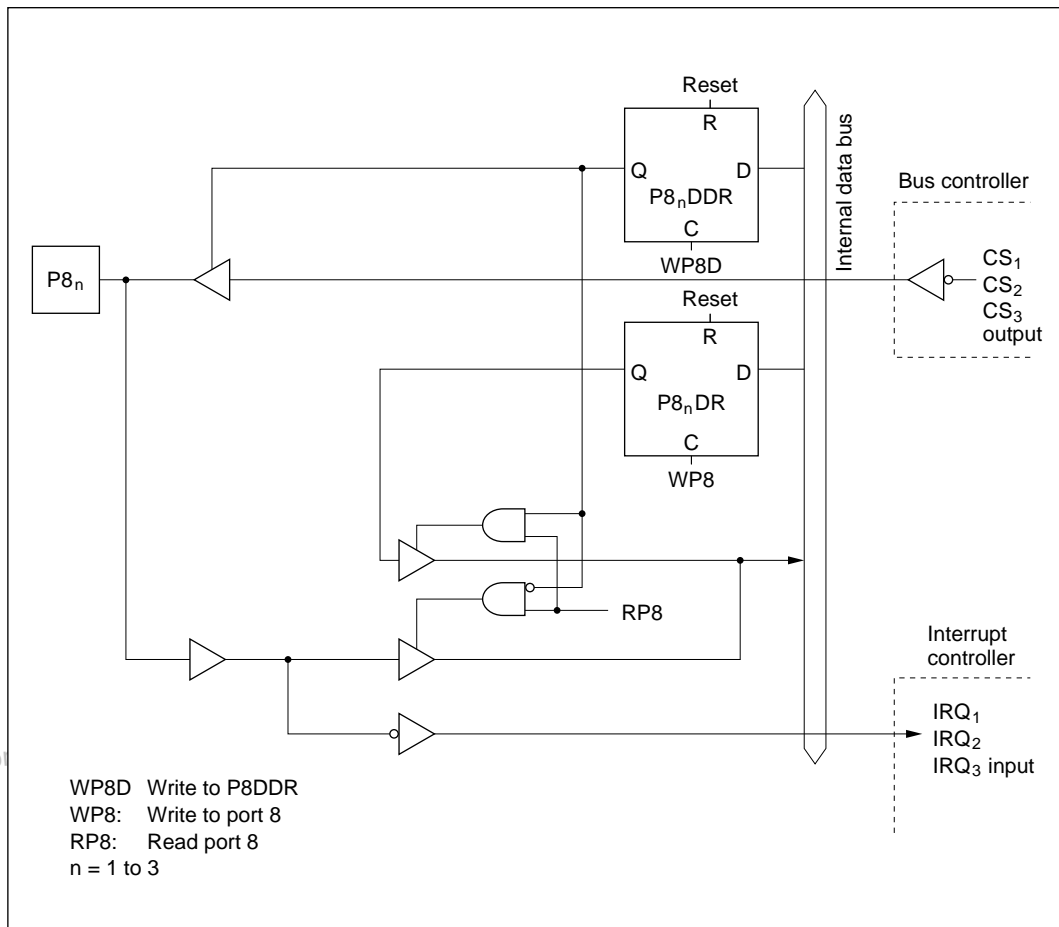 Reset
R
Q
D
P8nDDR
C
WP8D
Internal data bus
Bus controller
CS1
CS2
CS3
output
P8n
Reset
R
Q
D
P8nDR
C
WP8
RP8
Interrupt
controller
IRQ1
IRQ2
IRQ3 input
WP8D Write to P8DDR
WP8: Write to port 8
RP8: Read port 8
n = 1 to 3